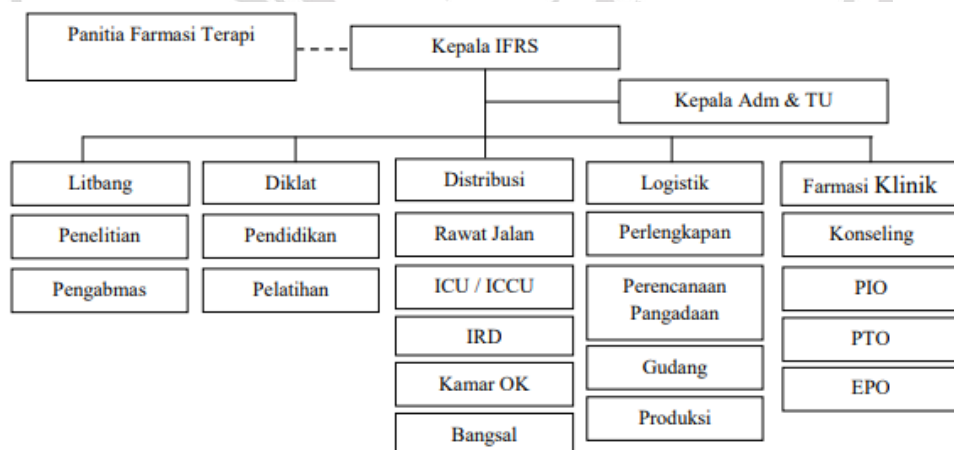 Panitia Farmasi Terapi
Kepala IFRS
Kepala Adm & TU
Litbang
Diklat
Distribusi
Logistik
Farmasi Klinik
Penelitian
Pendidikan
Rawat Jalan
Perlengkapan
Konseling
Pengabmas
Pelatihan
ICU / ICCU
Perencanaan
Pangadaan
PIO
IRD
PTO
Kamar OK
Gudang
EPO
Bangsal
Produksi